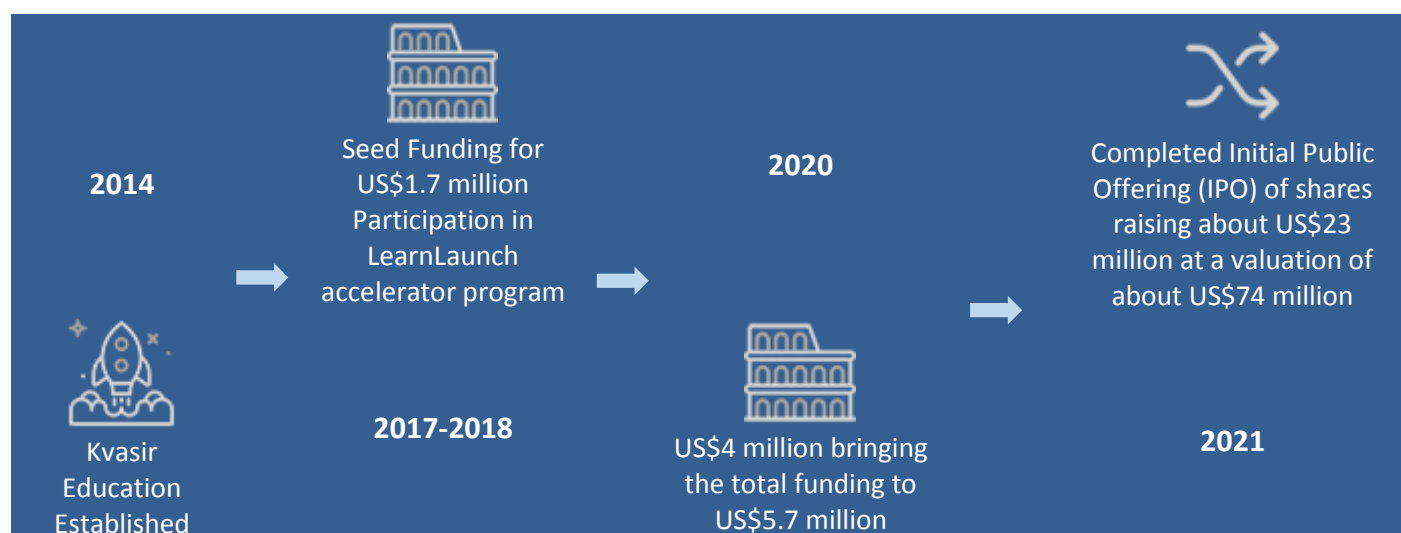 2014
Kvasir
Education
Established
Seed Funding for
US$1.7 million
Participation in
LearnLaunch
accelerator program
2017-2018
2020
US$4 million bringing
the total funding to
US$5.7 million
Completed Initial Public
Offering (IPO) of shares
raising about US$23
million at a valuation of
about US$74 million
2021